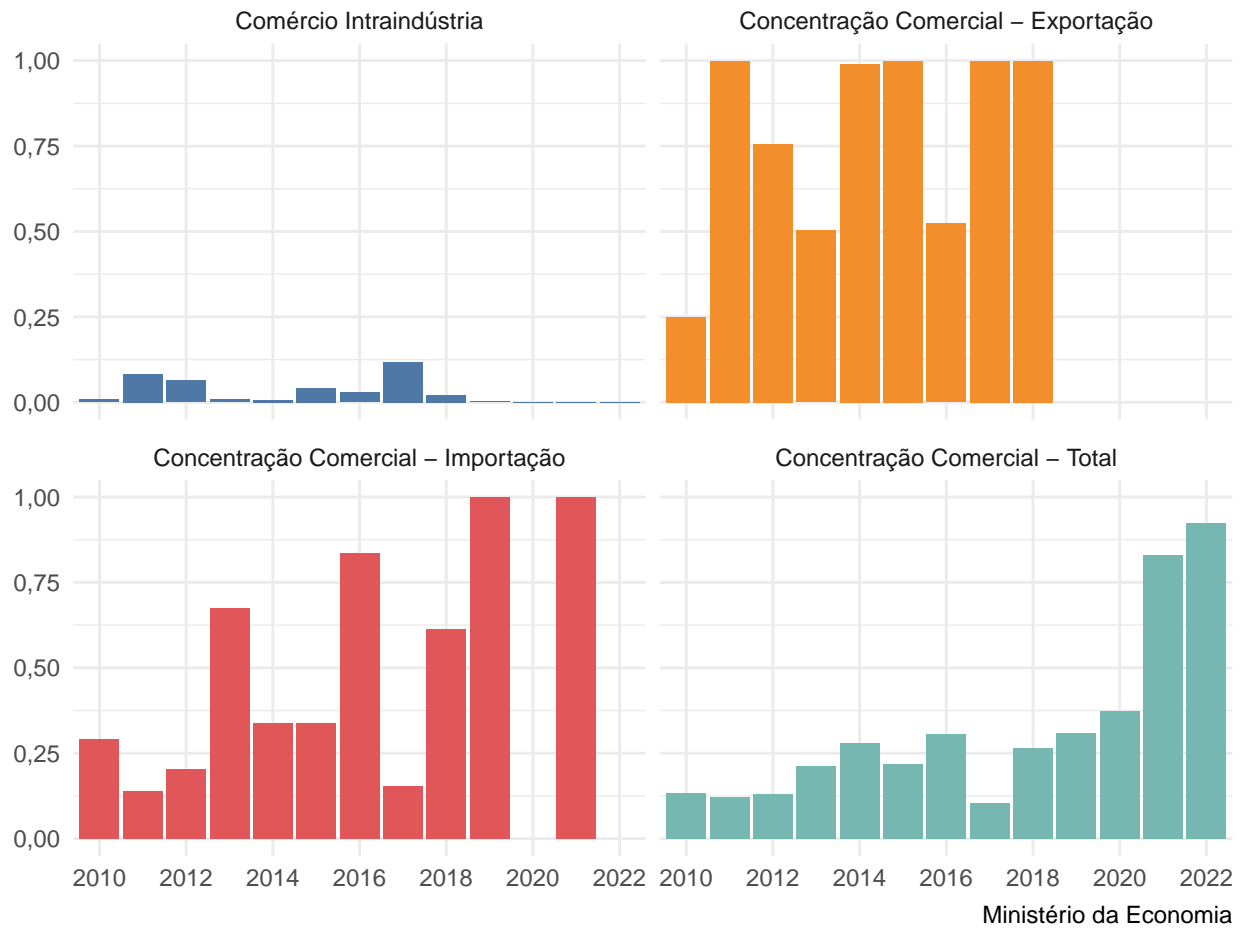 Comércio Intraindústria
Concentração Comercial – Exportação
1,00
0,75
0,50
0,25
0,00
Concentração Comercial – Importação
Concentração Comercial – Total
1,00
0,75
0,50
0,25
0,00
2010 2012 2014 2016 2018 2020 2022
2010 2012 2014 2016 2018 2020 2022
Ministério da Economia